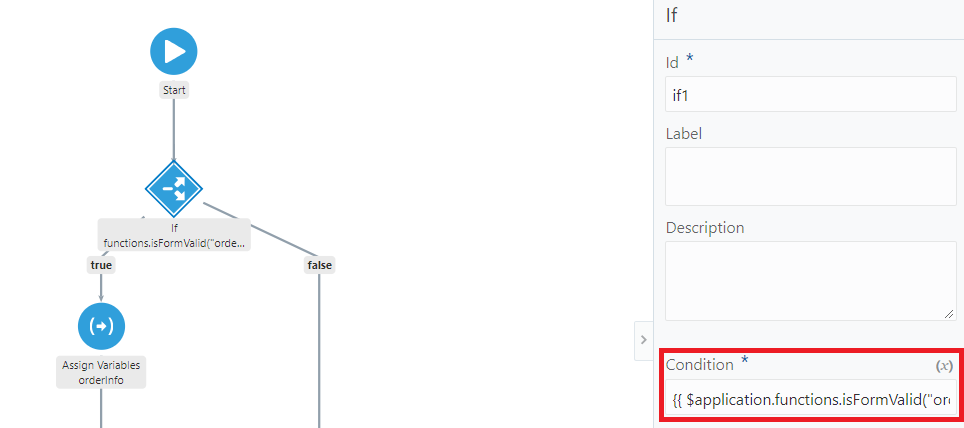 Start
If
functions.isFormValid("orde...
true
false
Assign Variables
orderInfo
If
Id *
if1
Label
Description
Condition *
(x)
{{ $application.functions.isFormValid("ord